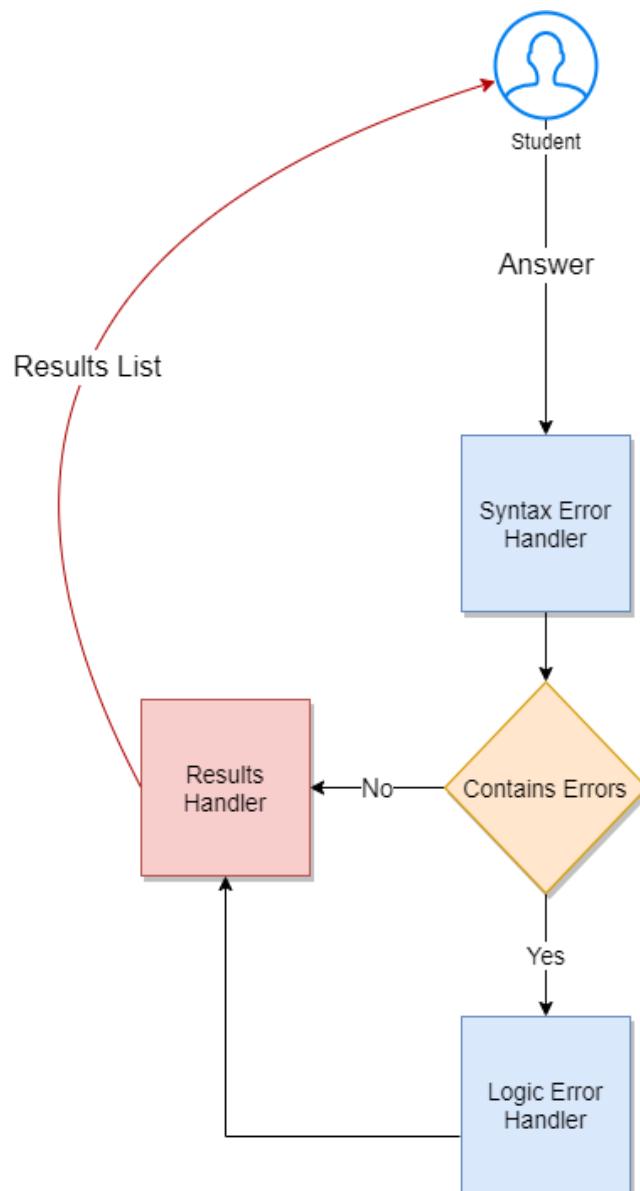 Student
Answer
Results List
Syntax Error
Handler
Results
Handler
No
Contains Errors
Yes
Logic Error
Handler